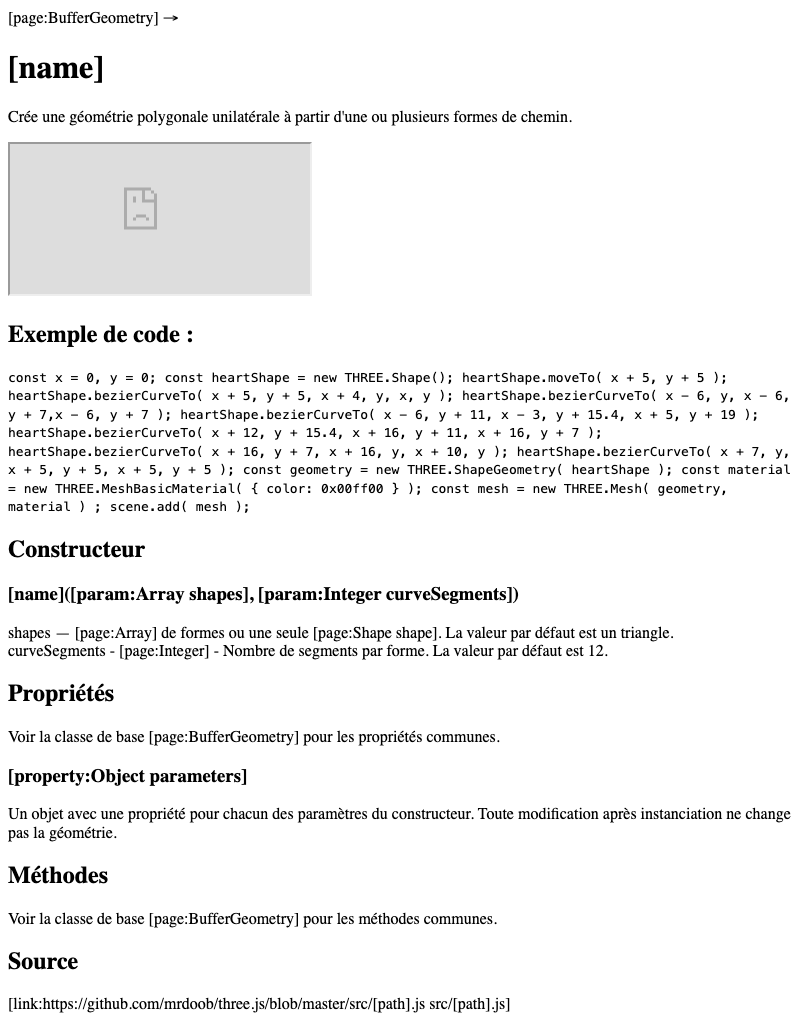 [page:BufferGeometry] →
[name]
Crée une géométrie polygonale unilatérale à partir d'une ou plusieurs formes de chemin.
Exemple de code :
const x = 0, y = 0; const heartShape = new THREE.Shape(); heartShape.moveTo( x + 5, y + 5 );
heartShape.bezierCurveTo( x + 5, y + 5, x + 4, y, x, y ); heartShape.bezierCurveTo( x − 6, y, x − 6,
y + 7,x − 6, y + 7 ); heartShape.bezierCurveTo( x − 6, y + 11, x − 3, y + 15.4, x + 5, y + 19 );
heartShape.bezierCurveTo( x + 12, y + 15.4, x + 16, y + 11, x + 16, y + 7 );
heartShape.bezierCurveTo( x + 16, y + 7, x + 16, y, x + 10, y ); heartShape.bezierCurveTo( x + 7, y,
x + 5, y + 5, x + 5, y + 5 ); const geometry = new THREE.ShapeGeometry( heartShape ); const material
= new THREE.MeshBasicMaterial( { color: 0x00ff00 } ); const mesh = new THREE.Mesh( geometry,
material ) ; scene.add( mesh );
Constructeur
[name]([param:Array shapes], [param:Integer curveSegments])
shapes — [page:Array] de formes ou une seule [page:Shape shape]. La valeur par défaut est un triangle.
curveSegments - [page:Integer] - Nombre de segments par forme. La valeur par défaut est 12.
Propriétés
Voir la classe de base [page:BufferGeometry] pour les propriétés communes.
[property:Object parameters]
Un objet avec une propriété pour chacun des paramètres du constructeur. Toute modification après instanciation ne change
pas la géométrie.
Méthodes
Voir la classe de base [page:BufferGeometry] pour les méthodes communes.
Source
[link:https://github.com/mrdoob/three.js/blob/master/src/[path].js src/[path].js]